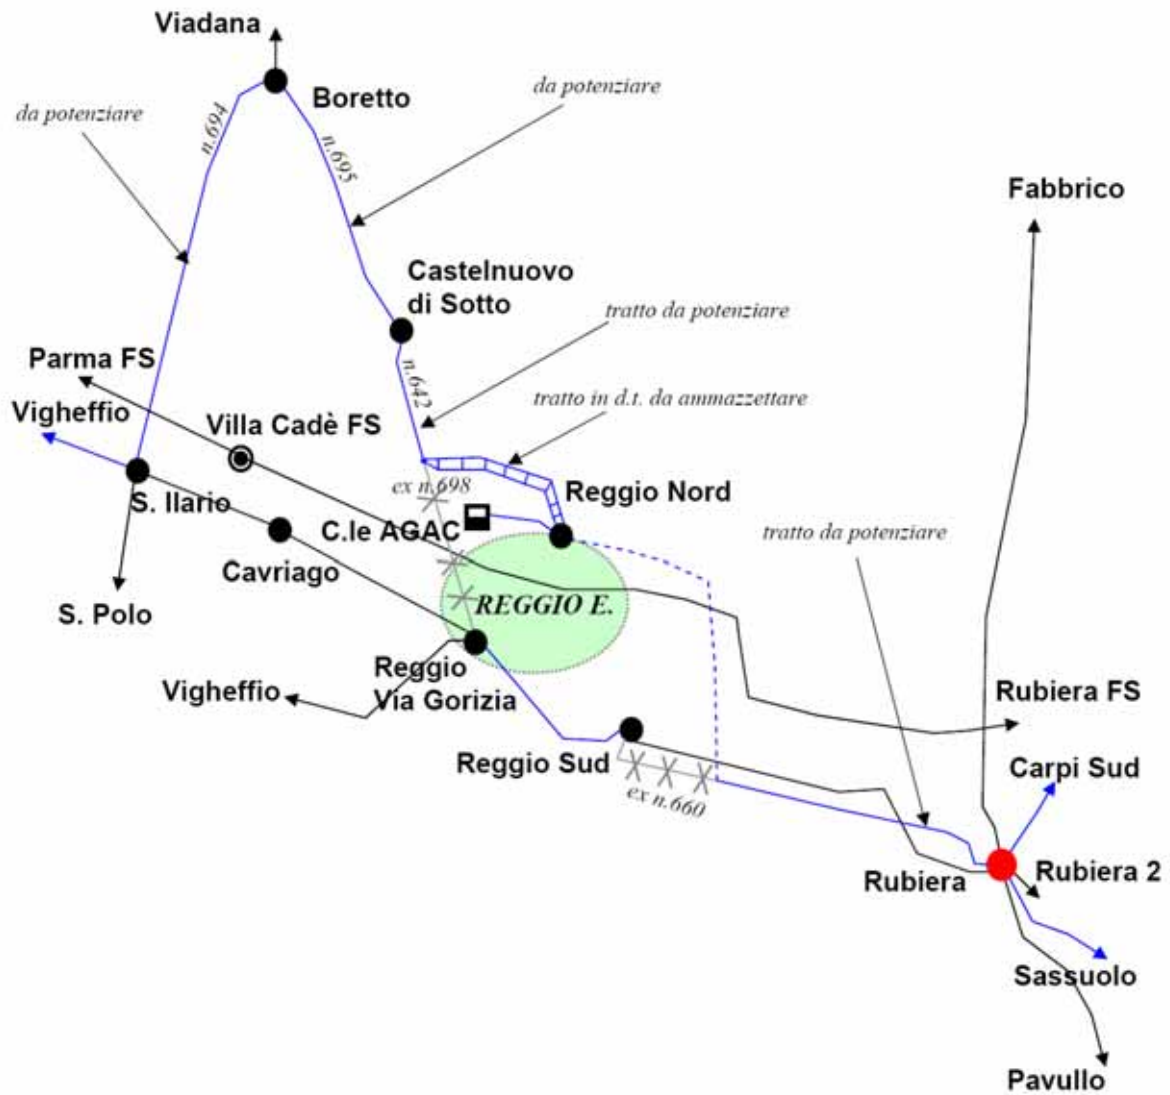 Viadana
da potenziare
Boretto
da potenziare
n.694
n.695
Fabbrico
Castelnuovo
di Sotto
tratto da potenziare
Parma FS
n.642
tratto in d.t. da ammazzettare
Vigheffio
Villa Cadè FS
ex n.698
Reggio Nord
S. Ilario
C.le AGAC
tratto da potenziare
Cavriago
REGGIO E.
S. Polo
Reggio
Via Gorizia
Vigheffio
Rubiera FS
Reggio Sud
Carpi Sud
ex n.660
Rubiera
Rubiera 2
Sassuolo
Pavullo